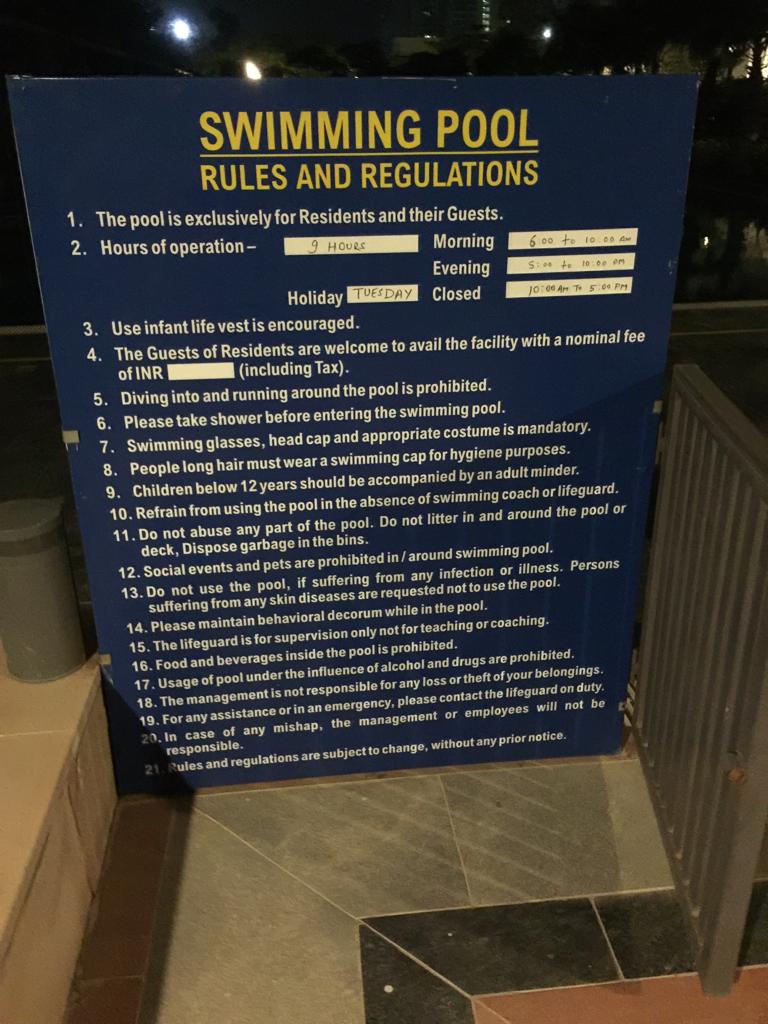 SWIMMING POOL
RULES AND REGULATIONS
1. The pool is exclusively for Residents and their Guests.
2. Hours of operation – 9 HOURS Morning 6:00 to 10:00 AM
Evening 5:00 to 10:00 PM
Holiday TUESDAY Closed 10:00 AM To 5:00 PM
3. Use infant life vest is encouraged.
4. The Guests of Residents are welcome to avail the facility with a nominal fee
of INR (including Tax).
5. Diving into and running around the pool is prohibited.
6. Please take shower before entering the swimming pool.
7. Swimming glasses, head cap and appropriate costume is mandatory.
8. People long hair must wear a swimming cap for hygiene purposes.
9. Children below 12 years should be accompanied by an adult minder.
10. Refrain from using the pool in the absence of swimming coach or lifeguard.
11. Do not abuse any part of the pool. Do not litter in and around the pool or
deck, Dispose garbage in the bins.
12. Social events and pets are prohibited in / around swimming pool.
13. Do not use the pool, if suffering from any infection or illness. Persons
suffering from any skin diseases are requested not to use the pool.
14. Please maintain behavioral decorum while in the pool.
15. The lifeguard is for supervision only not for teaching or coaching.
16. Food and beverages inside the pool is prohibited.
17. Usage of pool under the influence of alcohol and drugs are prohibited.
18. The management is not responsible for any loss or theft of your belongings.
19. For any assistance or in an emergency, please contact the lifeguard on duty.
20. In case of any mishap, the management or employees will not be
responsible.
21. Rules and regulations are subject to change, without any prior notice.